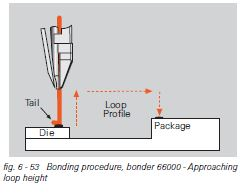 Tail
Loop
Profile
Die
Package
fig. 6 - 53 Bonding procedure, bonder 66000 - Approaching
loop height